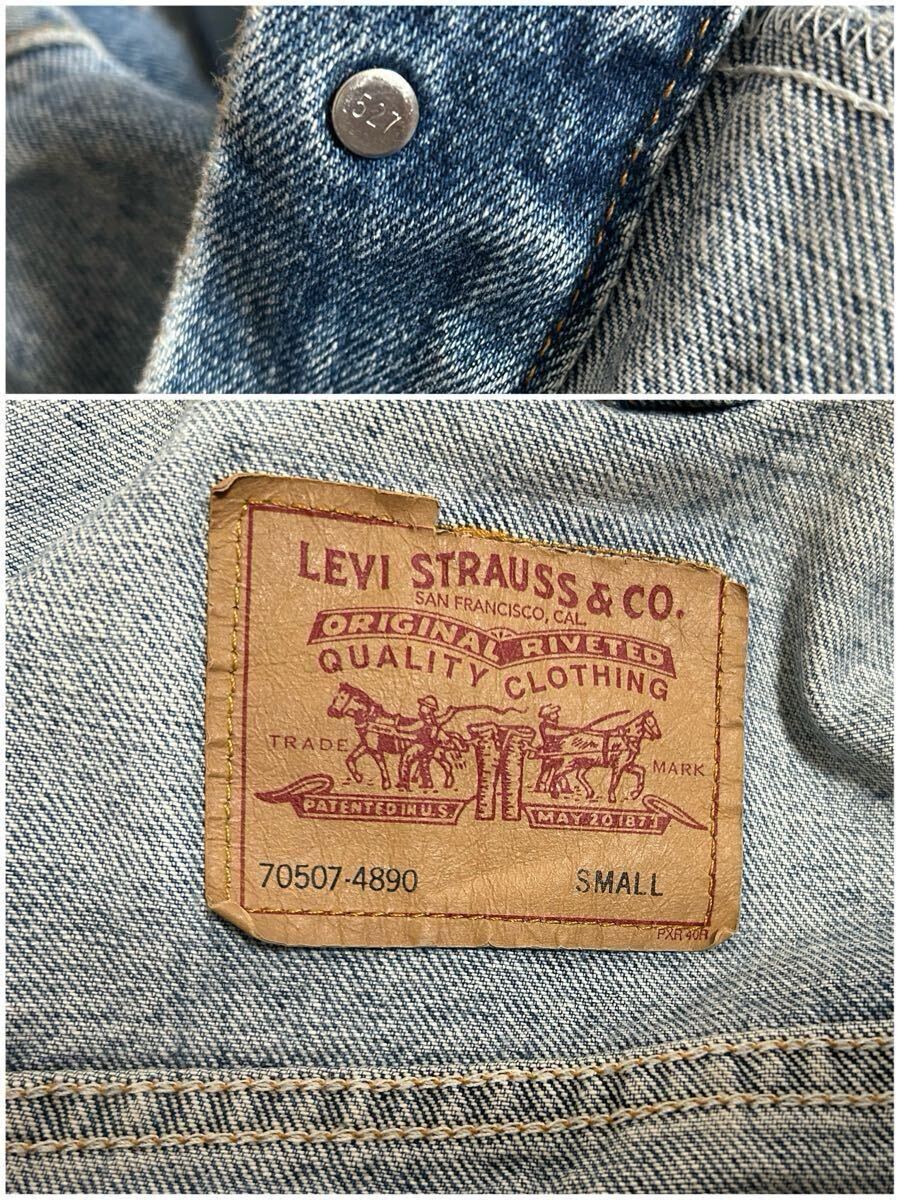 527
LEVI STRAUSS & CO.
SAN FRANCISCO, CAL.
ORIGINAL RIVETED
QUALITY CLOTHING
TRADE MARK
PATENTED IN U.S.
MAY 20 1873
70507-4890 SMALL